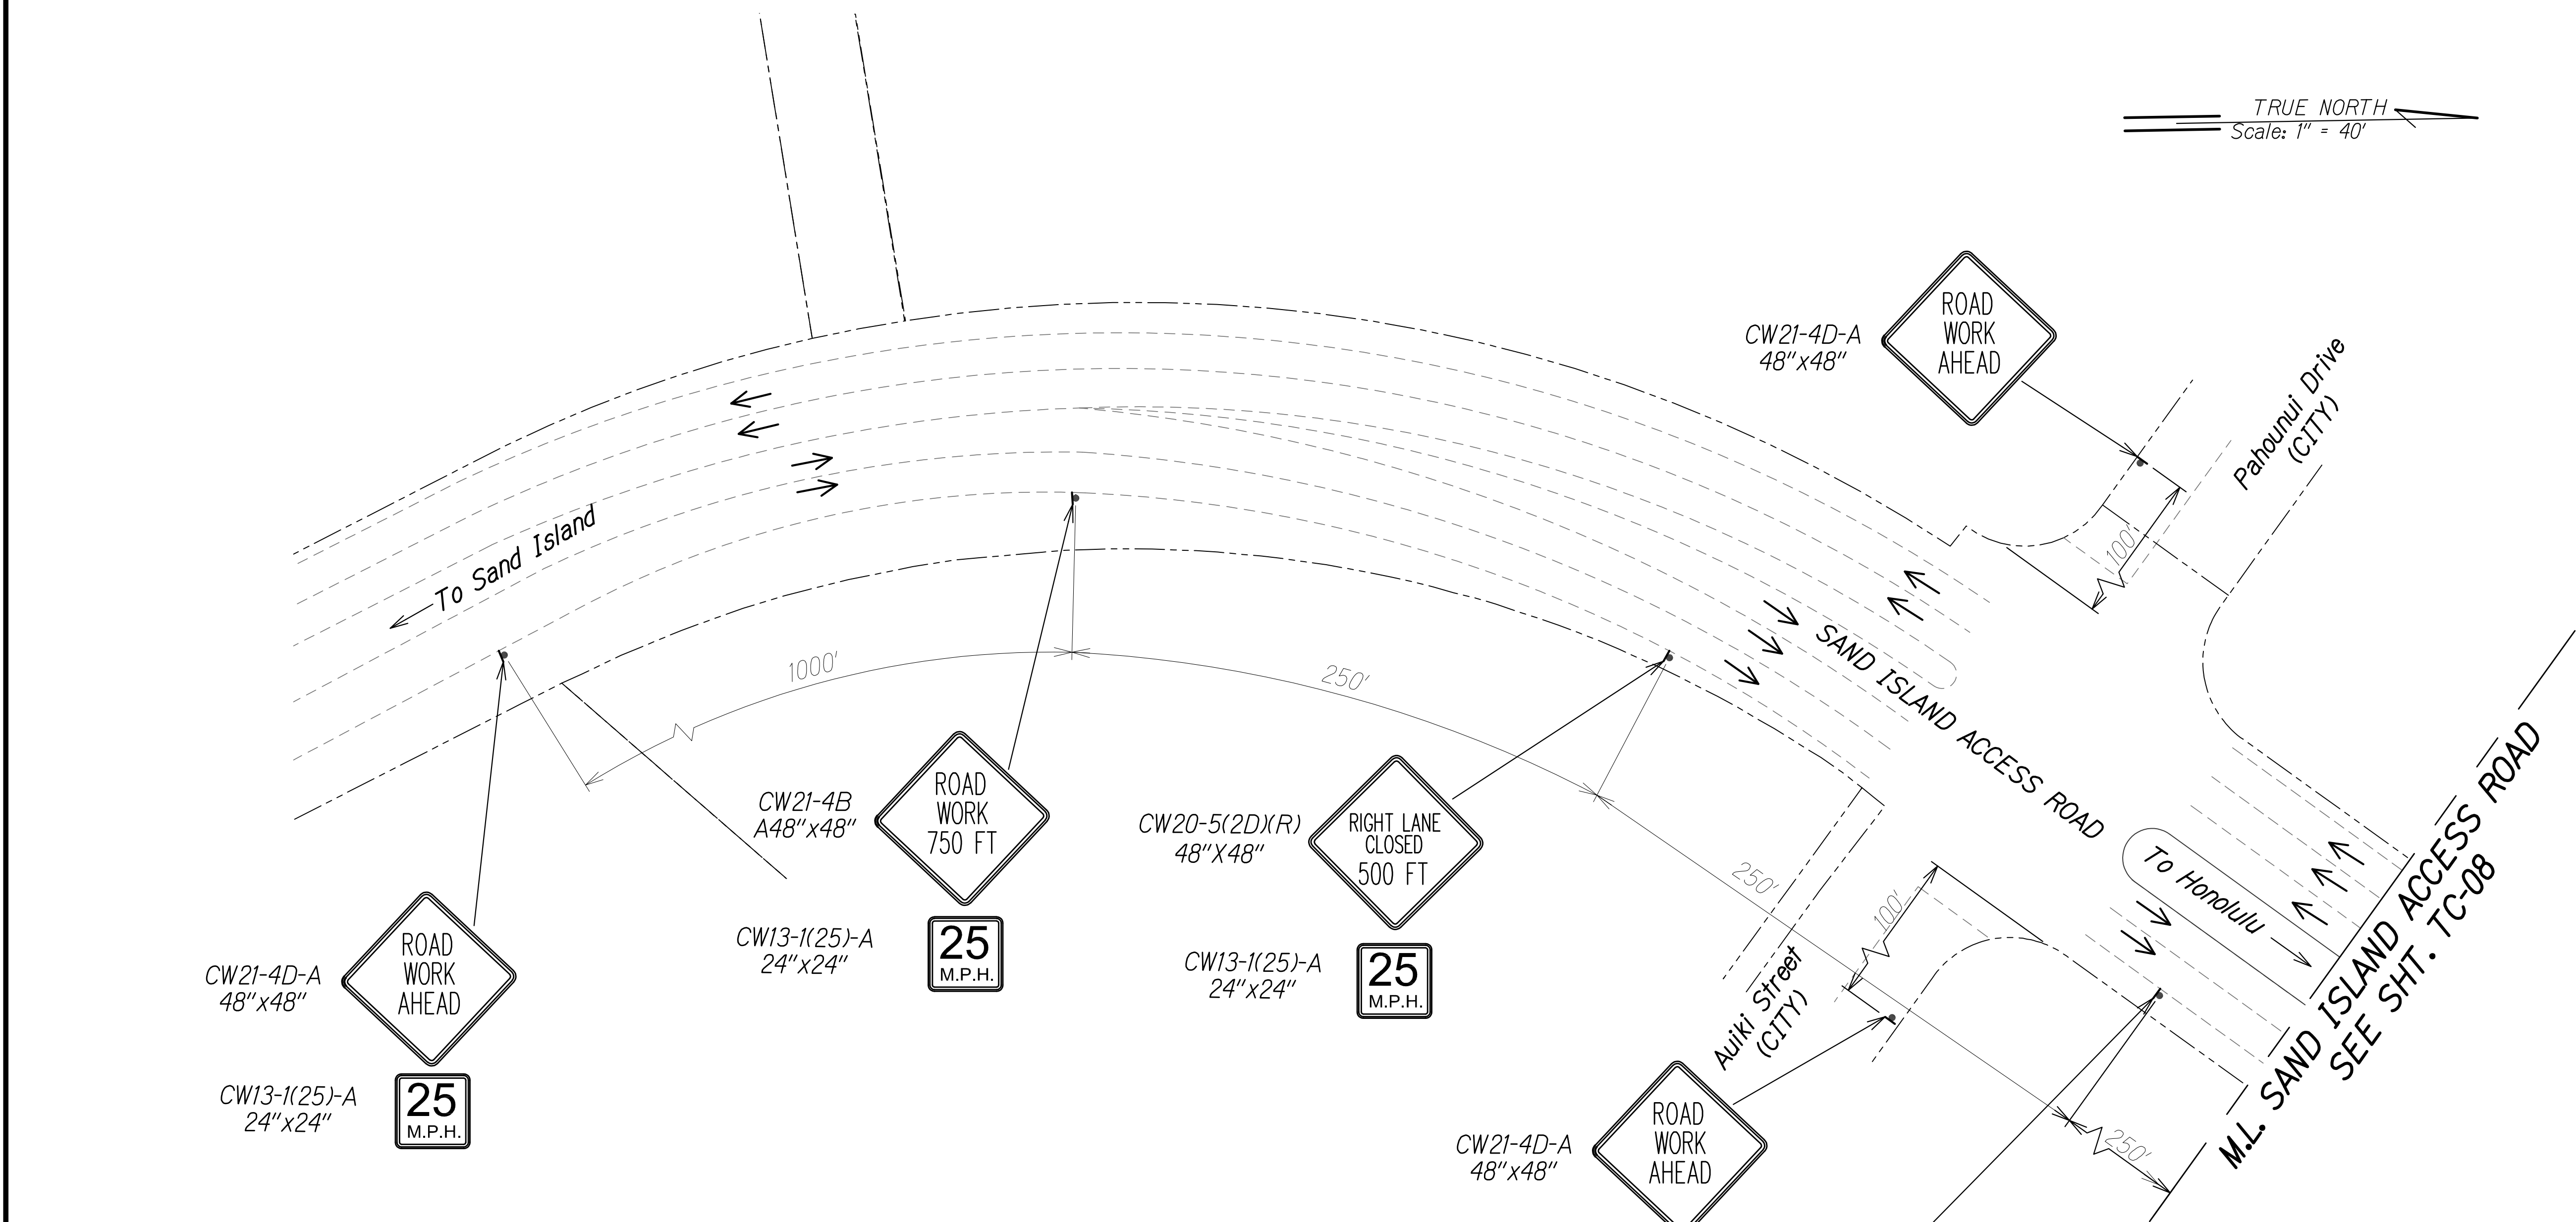 TRUE NORTH
Scale: 1" = 40'
ROAD
WORK
AHEAD
CW21-4D-A
48"x48"
Pahounui Drive
(CITY)
100'
To Sand Island
1000'
250'
SAND ISLAND ACCESS ROAD
To Honolulu
M.L. SAND ISLAND ACCESS ROAD
SEE SHT. TC-08
CW21-4B
A48"x48"
ROAD
WORK
750 FT
CW13-1(25)-A
24"x24"
25
M.P.H.
CW20-5(2D)(R)
48"X48"
RIGHT LANE
CLOSED
500 FT
CW13-1(25)-A
24"x24"
25
M.P.H.
250'
100'
Auiki Street
(CITY)
CW21-4D-A
48"x48"
ROAD
WORK
AHEAD
CW13-1(25)-A
24"x24"
25
M.P.H.
CW21-4D-A
48"x48"
ROAD
WORK
AHEAD
250'